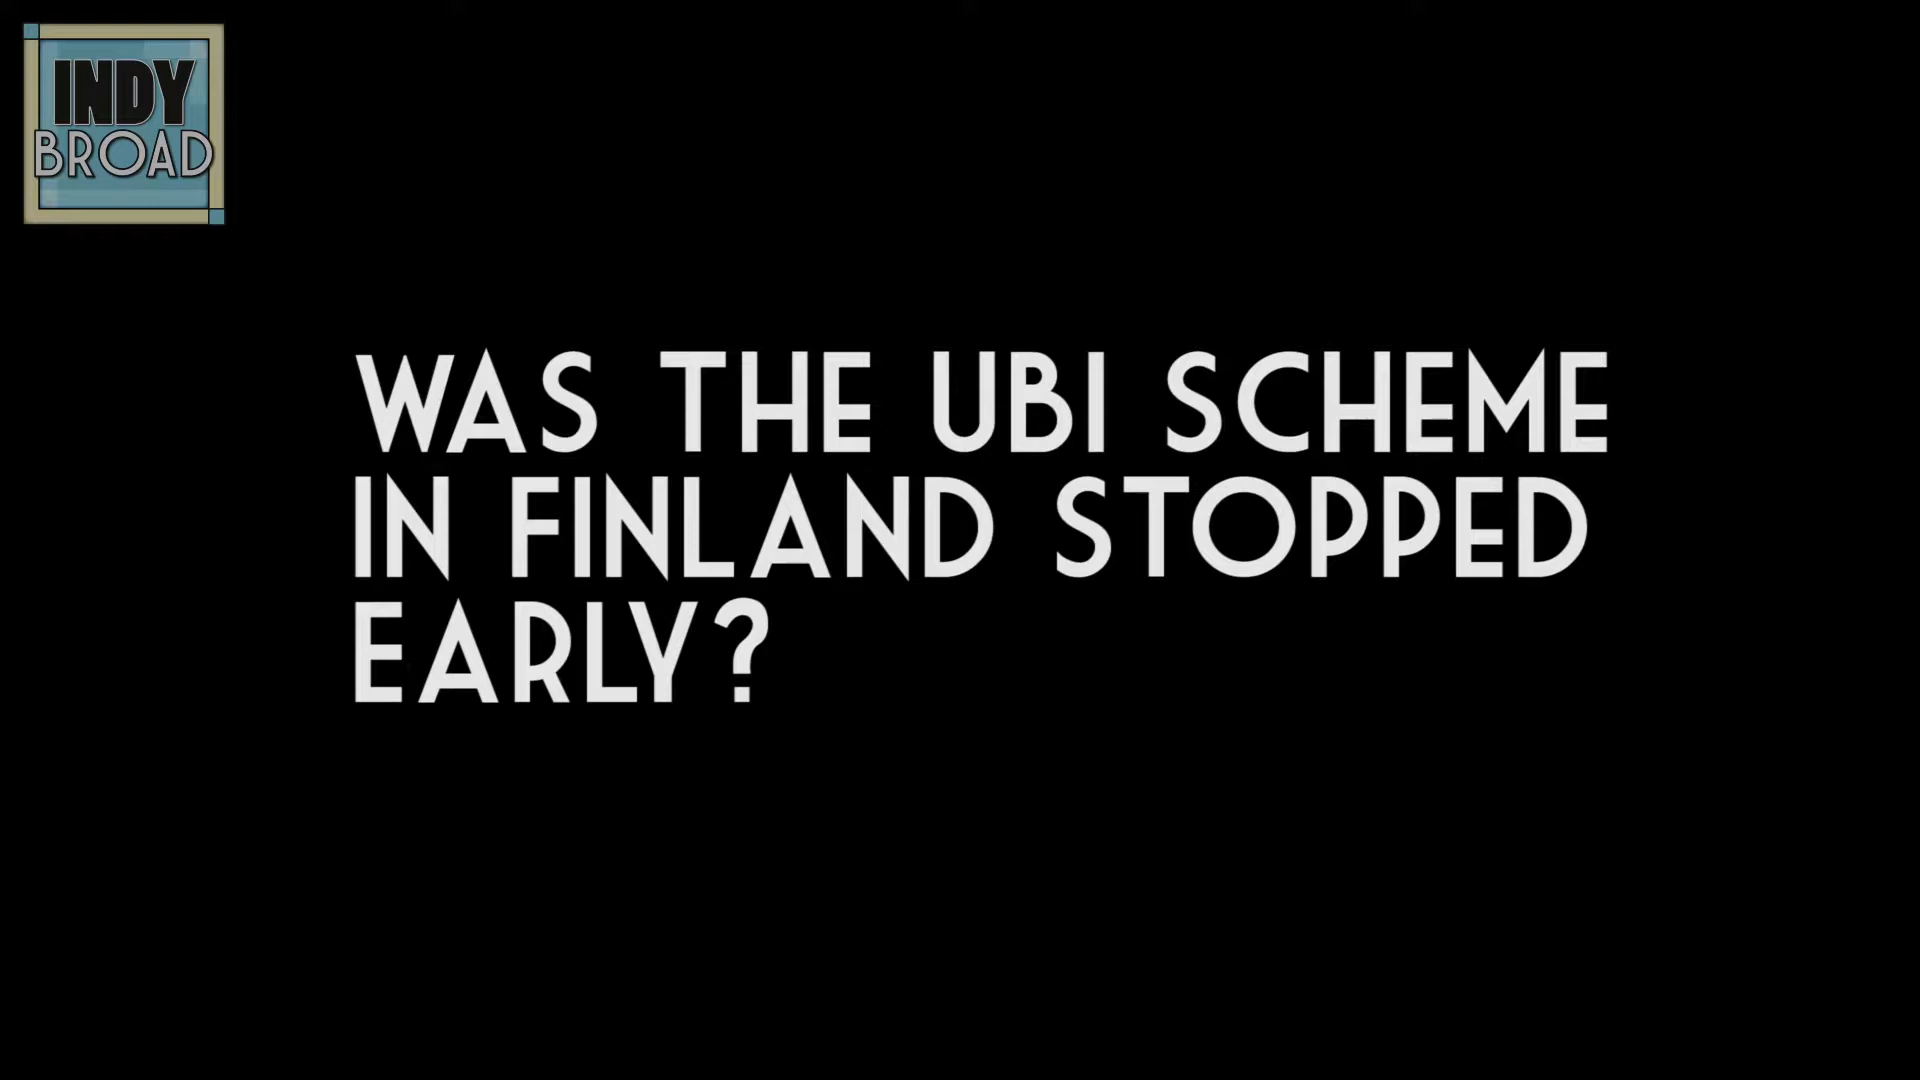 INDY
BROAD
WAS THE UBI SCHEME
IN FINLAND STOPPED
EARLY?